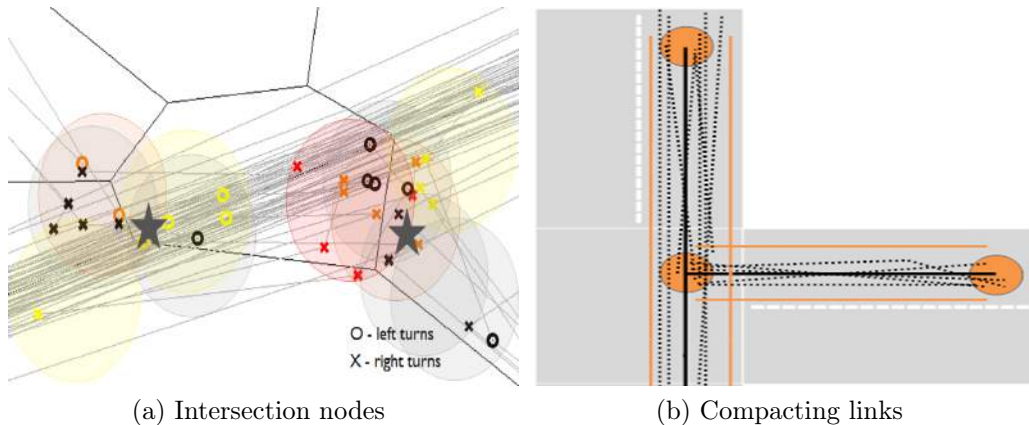 O - left turns
X - right turns
(a) Intersection nodes
(b) Compacting links